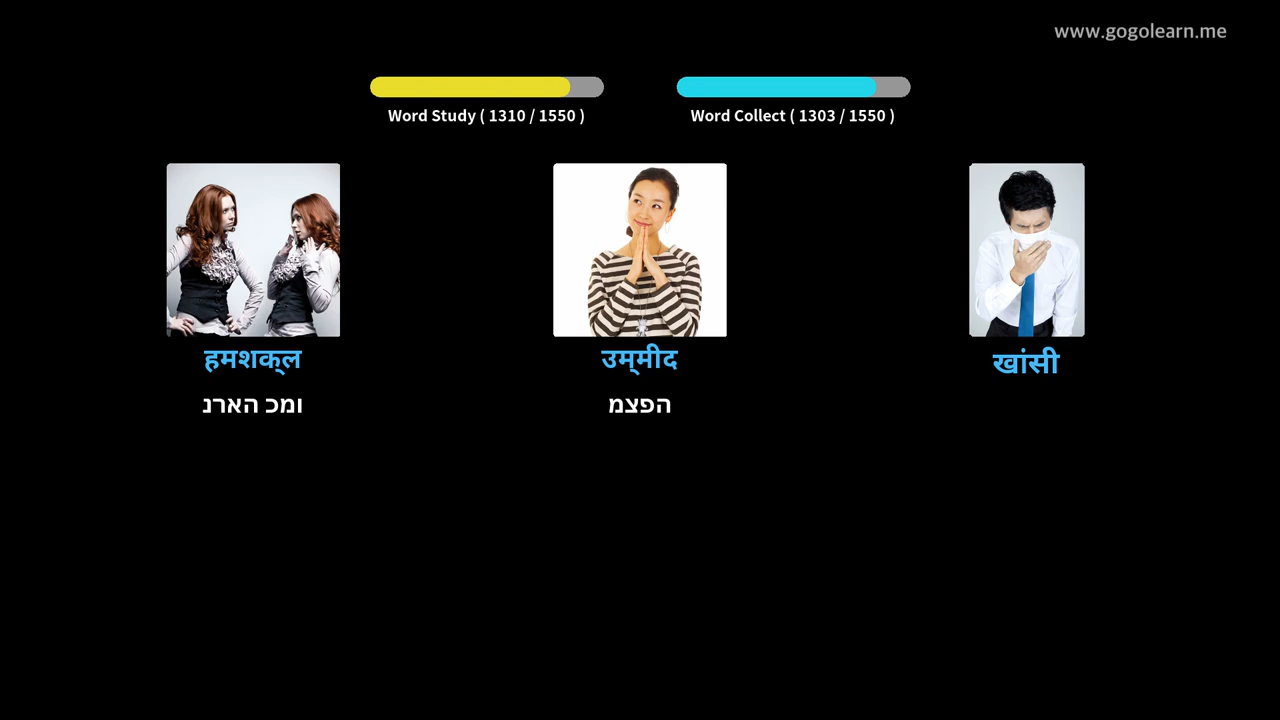 www.gogolearn.me
Word Study ( 1310 / 1550 )
Word Collect ( 1303 / 1550 )
हमशक्‌ल
उम्‌मीद
खांसी
ומכ הארנ
הפצמ